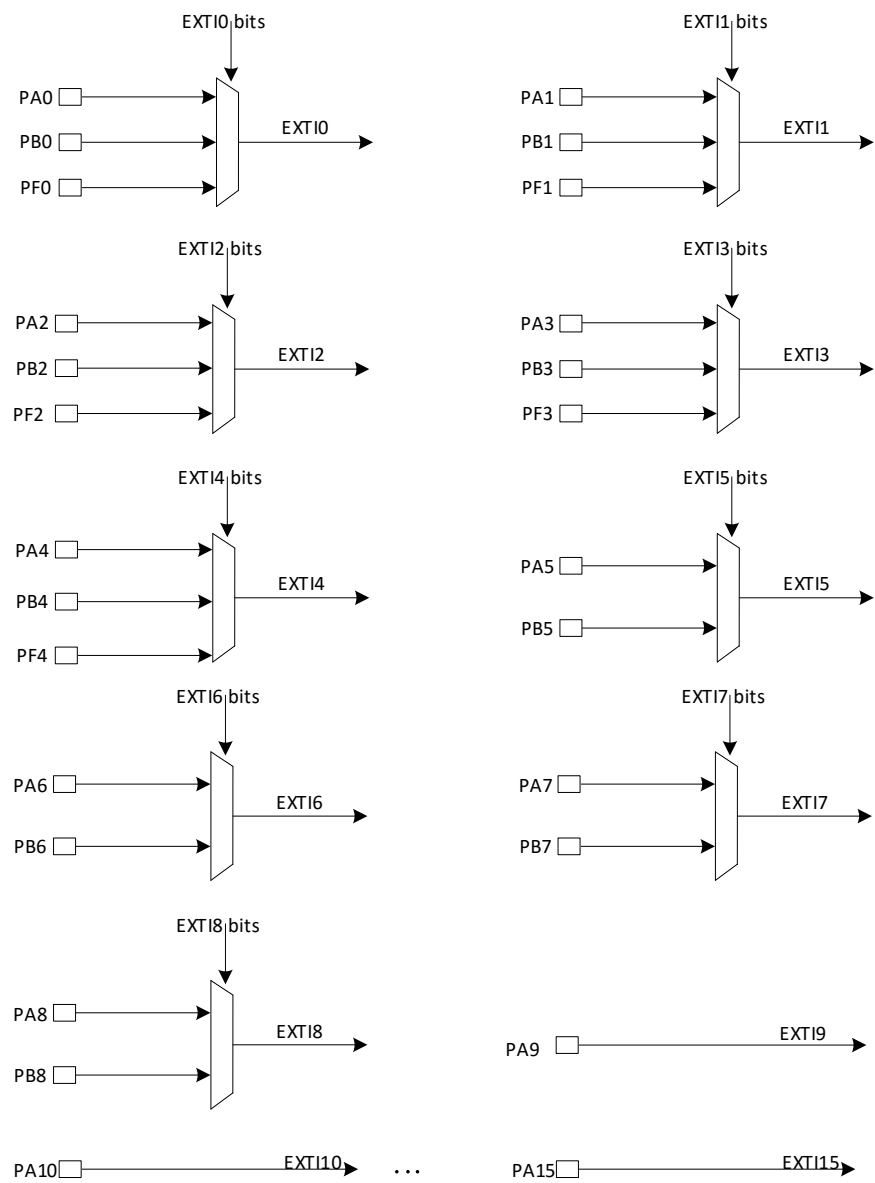 EXTI0 bits
PA0
PB0
PF0
EXTI0
EXTI1 bits
PA1
PB1
PF1
EXTI1
EXTI2 bits
PA2
PB2
PF2
EXTI2
EXTI3 bits
PA3
PB3
PF3
EXTI3
EXTI4 bits
PA4
PB4
PF4
EXTI4
EXTI5 bits
PA5
PB5
EXTI5
EXTI6 bits
PA6
PB6
EXTI6
EXTI7 bits
PA7
PB7
EXTI7
EXTI8 bits
PA8
PB8
EXTI8
PA9
EXTI9
PA10
EXTI10
...
PA15
EXTI15